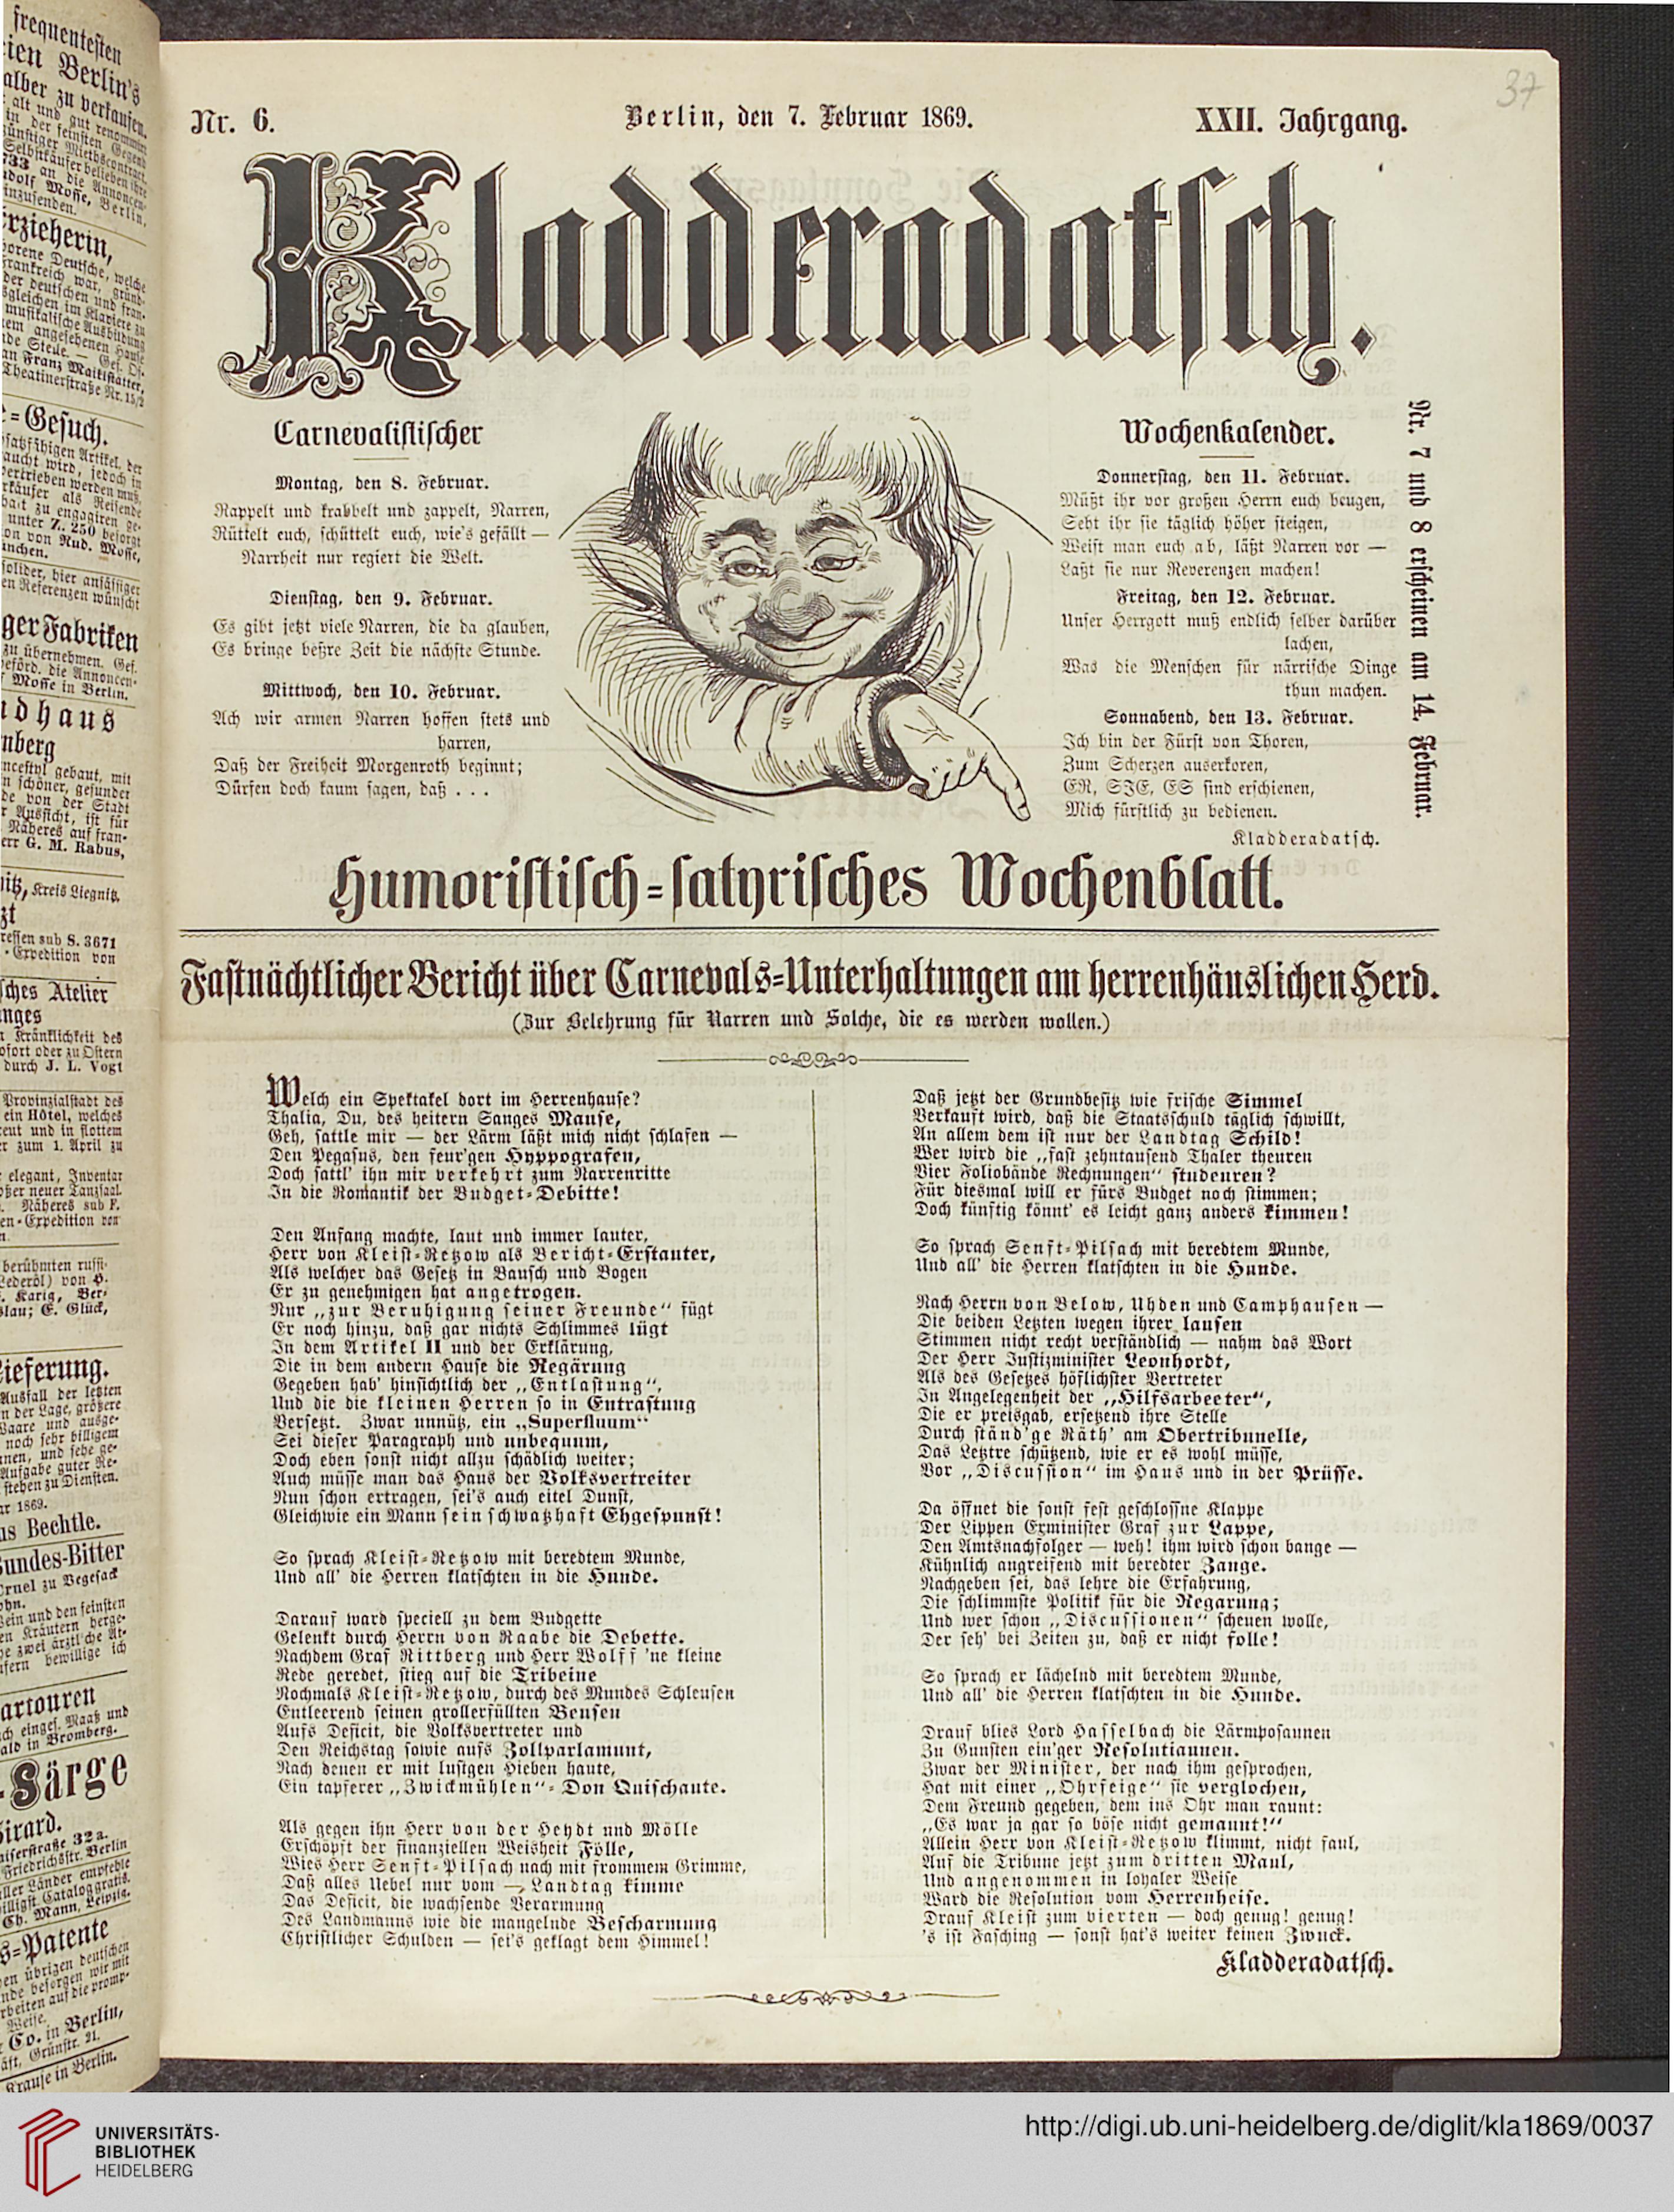 Nr. 6.
Berlin, den 7. Februar 1869.
XXII. Jahrgang.
37
Kladderadatsch.
Carnevalistischer
Montag, den 8. Februar.
Rappelt und krabbelt und zappelt, Narren,
Rüttelt euch, schüttelt euch, wie's gefällt —
Narrheit nur regiert die Welt.
Dienstag, den 9. Februar.
Es gibt jetzt viele Narren, die da glauben,
Es bringe beßre Zeit die nächste Stunde.
Mittwoch, den 10. Februar.
Ach wir armen Narren hoffen stets und
harren,
Daß der Freiheit Morgenroth beginnt;
Dürfen doch kaum sagen, daß . . .
Wochenkalender.
Donnerstag, den 11. Februar.
Müßt ihr vor großen Herrn euch beugen,
Seht ihr sie täglich höher steigen,
Weist man euch ab, läßt Narren vor —
Laßt sie nur Reverenzen machen!
Freitag, den 12. Februar.
Unser Herrgott muß endlich selber darüber
lachen,
Was die Menschen für närrische Dinge
thun machen.
Sonnabend, den 13. Februar.
Ich bin der Fürst von Thoren,
Zum Scherzen auserkoren,
ER, SIE, ES sind erschienen,
Mich fürstlich zu bedienen.
Kladderadatsch.
Nr. 7 und 8 erscheinen am 14. Februar.
Humoristisch-satyrisches Wochenblatt.
Fastnächtlicher Bericht über Carnevals-Unterhaltungen am herrenhäuslichen Herd.
(Zur Belehrung für Narren und Solche, die es werden wollen.)
Welch ein Spektakel dort im Herrenhause?
Thalia, Du, des heitern Sanges Mause,
Geh, sattle mir — der Lärm läßt mich nicht schlafen —
Den Pegasus, den feur'gen Hyppografen,
Doch sattl' ihn mir verkehrt zum Narrenritte
In die Romantik der Budget-Debitte!
Den Anfang machte, laut und immer lauter,
Herr von Kleist-Retzow als Bericht-Erstauter,
Als welcher das Gesetz in Bausch und Bogen
Er zu genehmigen hat angetrogen.
Nur „zur Beruhigung seiner Freunde“ fügt
Er noch hinzu, daß gar nichts Schlimmes lügt
In dem Artikel II und der Erklärung,
Die in dem andern Hause die Regärung
Gegeben hab' hinsichtlich der „Entlastung“,
Und die die kleinen Herren so in Entrastung
Versetzt. Zwar unnütz, ein „Superfluum“
Sei dieser Paragraph und unbequum,
Doch eben sonst nicht allzu schädlich weiter;
Auch müsse man das Haus der Volksvertreiter
Nun schon ertragen, sei's auch eitel Dunst,
Gleichwie ein Mann sein schwatzhaft Ehgespunst!
So sprach Kleist-Retzow mit beredtem Munde,
Und all' die Herren klatschten in die Hunde.
Darauf ward speciell zu dem Budgette
Gelenkt durch Herrn von Raabe die Debette.
Nachdem Graf Rittberg und Herr Wolff 'ne kleine
Rede geredet, stieg auf die Tribeine
Nochmals Kleist-Retzow, durch des Mundes Schleusen
Entleerend seinen grollerfüllten Beusen
Aufs Deficit, die Volksvertreter und
Den Reichstag sowie aufs Zollparlamunt,
Nach denen er mit lustgen Hieben haute,
Ein tapferer „Zwickmühlen“-Don Quischaute.
Als gegen ihn Herr von der Heydt und Mölle
Erschöpft der finanziellen Weisheit Fölle,
Wies Herr Senft-Pilsach nach mit frommem Grimme,
Daß alles Uebel nur vom — Landtag kimme
Das Deficit, die wachsende Verarmung
Des Landmanns wie die mangelnde Bescharmung
Christlicher Schulden — sei's geklagt dem Himmel!
Daß jetzt der Grundbesitz wie frische Simmel
Verkauft wird, daß die Staatsschuld täglich schwillt,
An allem dem ist nur der Landtag Schild!
Wer wird die „fast zehntausend Thaler theuren
Vier Foliobände Rechnungen“ studeuren?
Für diesmal will er fürs Budget noch stimmen;
Doch künftig könnt' es leicht ganz anders kimmen!
So sprach Senft-Pilsach mit beredtem Munde,
Und all' die Herren klatschten in die Hunde.
Nach Herrn von Below, Uhden und Camphausen —
Die beiden Letzten wegen ihrer lausen
Stimmen nicht recht verständlich — nahm das Wort
Der Herr Justizminister Leonhordt,
Als des Gesetzes höflichster Vertreter
In Angelegenheit der „Hilfsarbeeter“,
Die er preisgab, ersetzend ihre Stelle
Durch ständ'ge Räth' am Obertribunelle,
Das Letztre schützend, wie er es wohl müsse,
Vor „Discussion“ im Haus und in der Prüsse.
Da öffnet die sonst fest geschlossne Klappe
Der Lippen Exminister Graf zur Lappe,
Den Amtsnachfolger — weh! ihm wird schon bange —
Kühnlich angreifend mit beredter Zange.
Nachgeben sei, das lehre die Erfahrung,
Die schlimmste Politik für die Regarung;
Und wer schon „Discussionen“ scheuen wolle,
Der seh' bei Zeiten zu, daß er nicht folle!
So sprach er lächelnd mit beredtem Munde,
Und all' die Herren klatschten in die Hunde.
Drauf blies Lord Hasselbach die Lärmposaunen
Zu Gunsten ein'ger Resolutiaunen.
Zwar der Minister, der nach ihm gesprochen,
Hat mit einer „Ohrfeige“ sie verglochen,
Dem Freund gegeben, dem ins Ohr man raunt:
„Es war ja gar so böse nicht gemaunt!“
Allein Herr von Kleist-Retzow klimmt, nicht faul,
Auf die Tribune jetzt zum dritten Maul,
Und angenommen in loyaler Weise
Ward die Resolution vom Herrenheise.
Drauf Kleist zum vierten — doch genug! genug!
's ist Fasching — sonst hat's weiter keinen Zwuck.
Kladderadatsch.
UNIVERSITÄTS-
BIBLIOTHEK
HEIDELBERG
http://digi.ub.uni-heidelberg.de/diglit/kla1869/0037